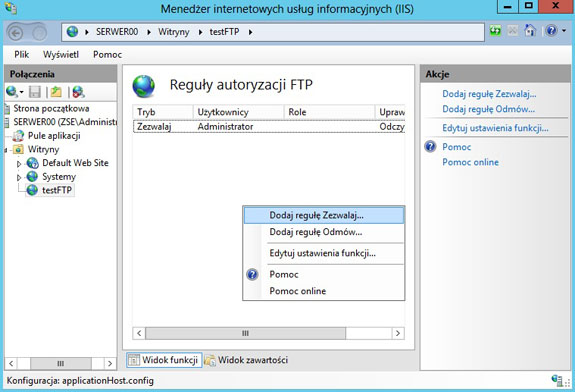 Menedżer internetowych usług informacyjnych (IIS)
SERWER00 Witryny testFTP
Plik Wyświetl Pomoc
Połączenia
Strona początkowa
SERWER00 (ZSE\Administr
Pule aplikacji
Witryny
Default Web Site
Systemy
testFTP
Reguły autoryzacji FTP
Tryb Użytkownicy Role Upraw
Zezwalaj Administrator Odczy
Dodaj regułę Zezwalaj...
Dodaj regułę Odmów...
Edytuj ustawienia funkcji...
Pomoc
Pomoc online
Widok funkcji Widok zawartości
Akcje
Dodaj regułę Zezwalaj...
Dodaj regułę Odmów...
Edytuj ustawienia funkcji...
Pomoc
Pomoc online
Konfiguracja: applicationHost.config